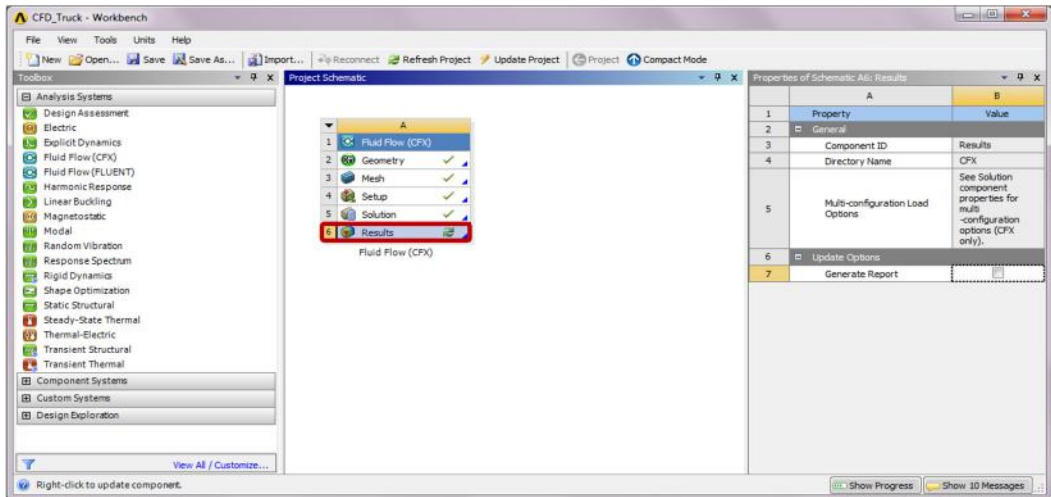 CFD_Truck - Workbench
File View Tools Units Help
New Open... Save Save As... Import... Reconnect Refresh Project Update Project Project Compact Mode
Toolbox
Analysis Systems
Design Assessment
Electric
Explicit Dynamics
Fluid Flow (CFX)
Fluid Flow (FLUENT)
Harmonic Response
Linear Buckling
Magnetostatic
Modal
Random Vibration
Response Spectrum
Rigid Dynamics
Shape Optimization
Static Structural
Steady-State Thermal
Thermal-Electric
Transient Structural
Transient Thermal
Component Systems
Custom Systems
Design Exploration
View All / Customize...
Project Schematic
A
1 Fluid Flow (CFX)
2 Geometry
3 Mesh
4 Setup
5 Solution
6 Results
Fluid Flow (CFX)
Properties of Schematic A6: Results
A B
1 Property Value
2 General
3 Component ID Results
4 Directory Name CFX
5 Multi-configuration Load Options
See Solution
component
properties for
multi
-configuration
options (CFX
only).
6 Update Options
7 Generate Report
Right-click to update component.
Show Progress Show 10 Messages